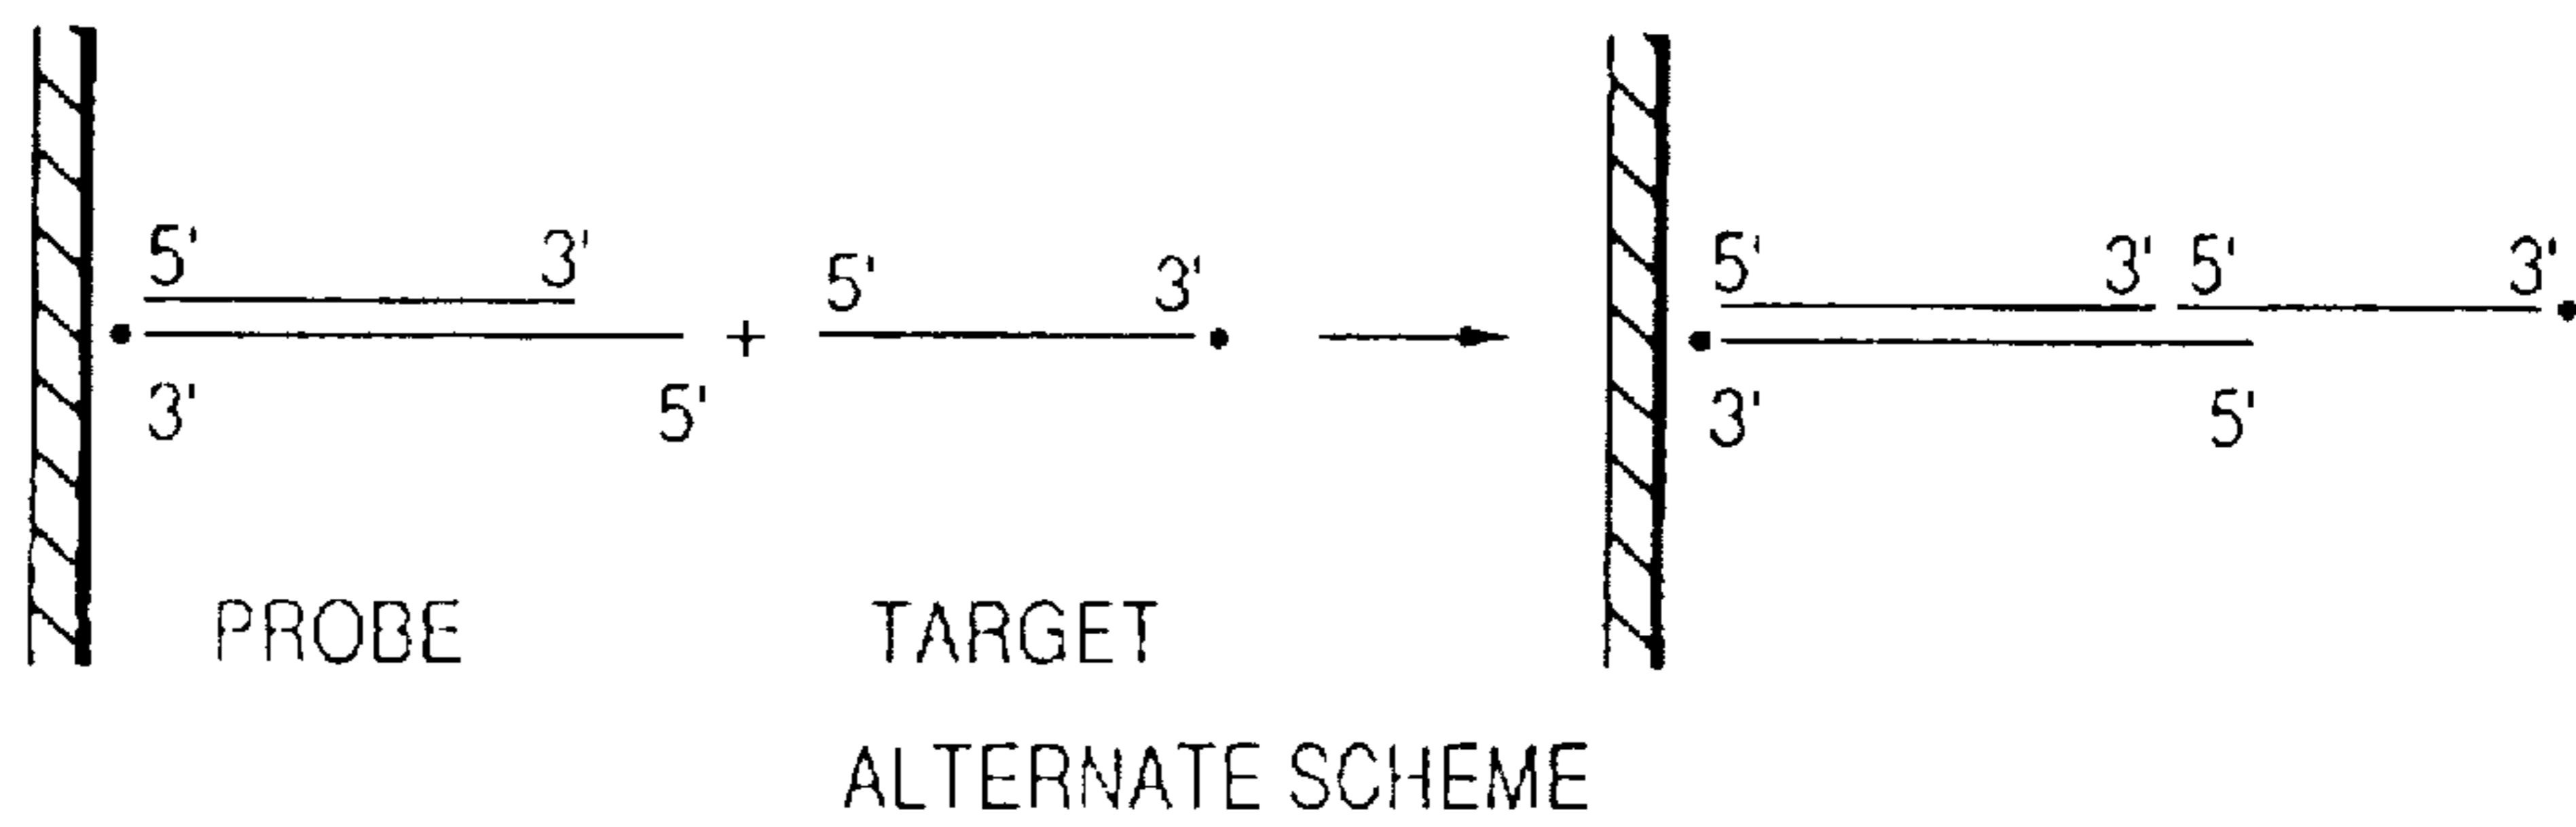 5' 3' 5' 3' 5' 3' 5' 3'
+
3' 5' 3' 5'
PROBE TARGET
ALTERNATE SCHEME